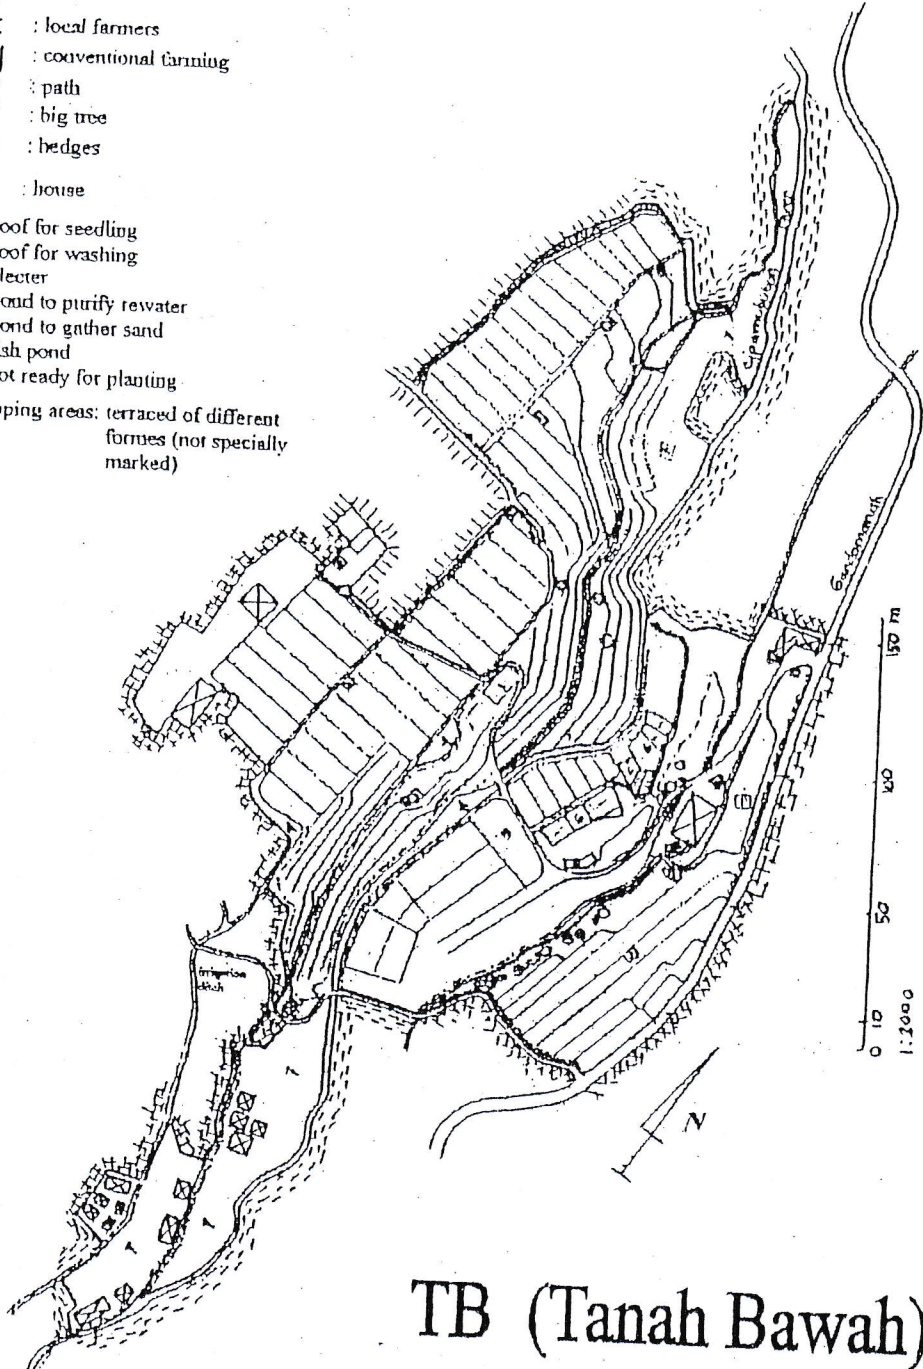 : local farmers
: conventional farming
: path
: big tree
: hedges
: house
oof for seedling
oof for washing
lecter
ond to purify rewater
ond to gather sand
sh pond
ot ready for planting
ping areas: terraced of different
formes (not specially
marked)
irrigation
ditch
150 m
100
50
10
0
1:2000
N
TB (Tanah Bawah)